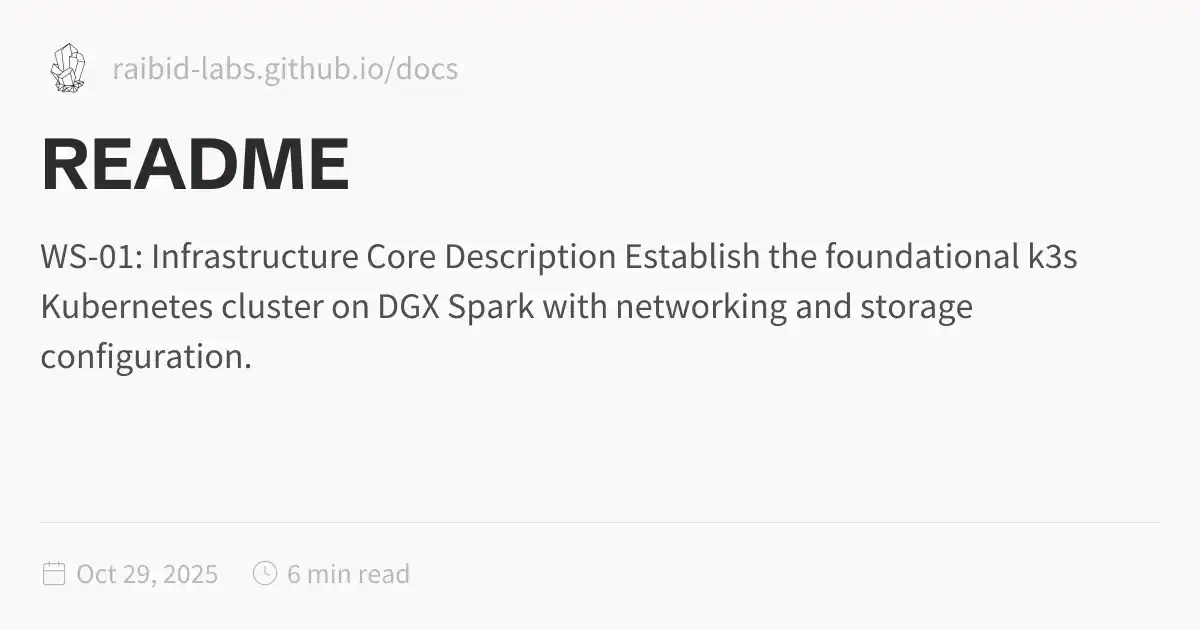 raibid-labs.github.io/docs
README
WS-01: Infrastructure Core Description Establish the foundational k3s
Kubernetes cluster on DGX Spark with networking and storage
configuration.
Oct 29, 2025 6 min read